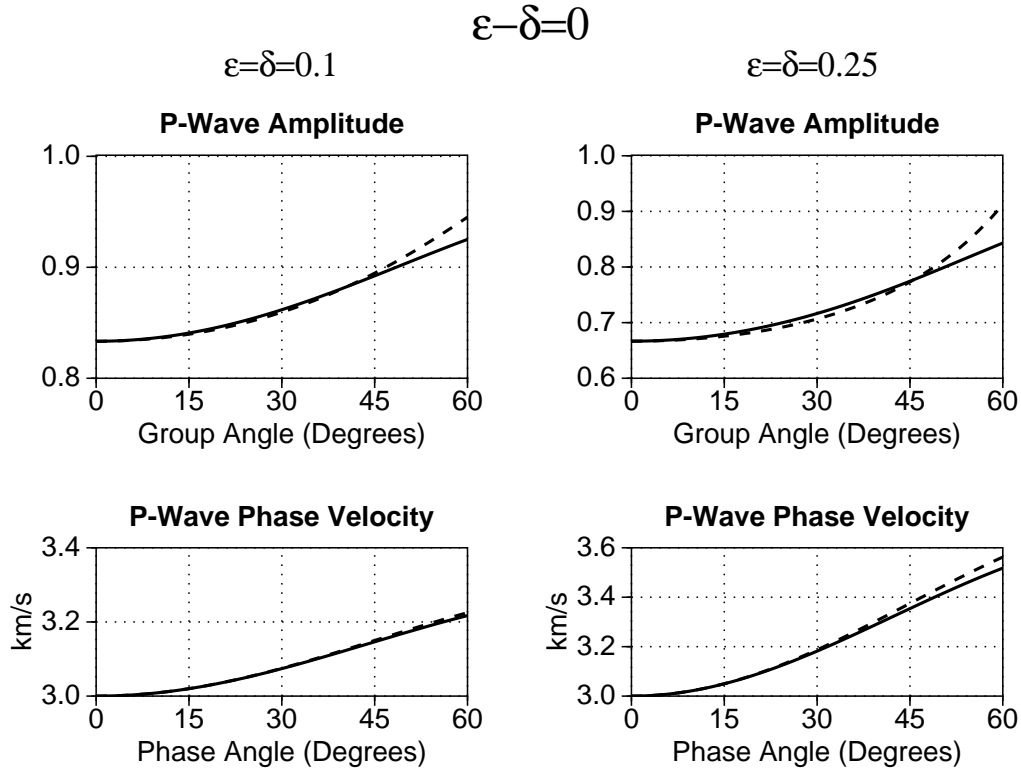 ε−δ=0
ε=δ=0.1
ε=δ=0.25
P-Wave Amplitude
1.0
0.9
0.8
0 15 30 45 60
Group Angle (Degrees)
P-Wave Amplitude
1.0
0.9
0.8
0.7
0.6
0 15 30 45 60
Group Angle (Degrees)
P-Wave Phase Velocity
3.4
3.2
3.0
km/s
0 15 30 45 60
Phase Angle (Degrees)
P-Wave Phase Velocity
3.6
3.4
3.2
3.0
km/s
0 15 30 45 60
Phase Angle (Degrees)